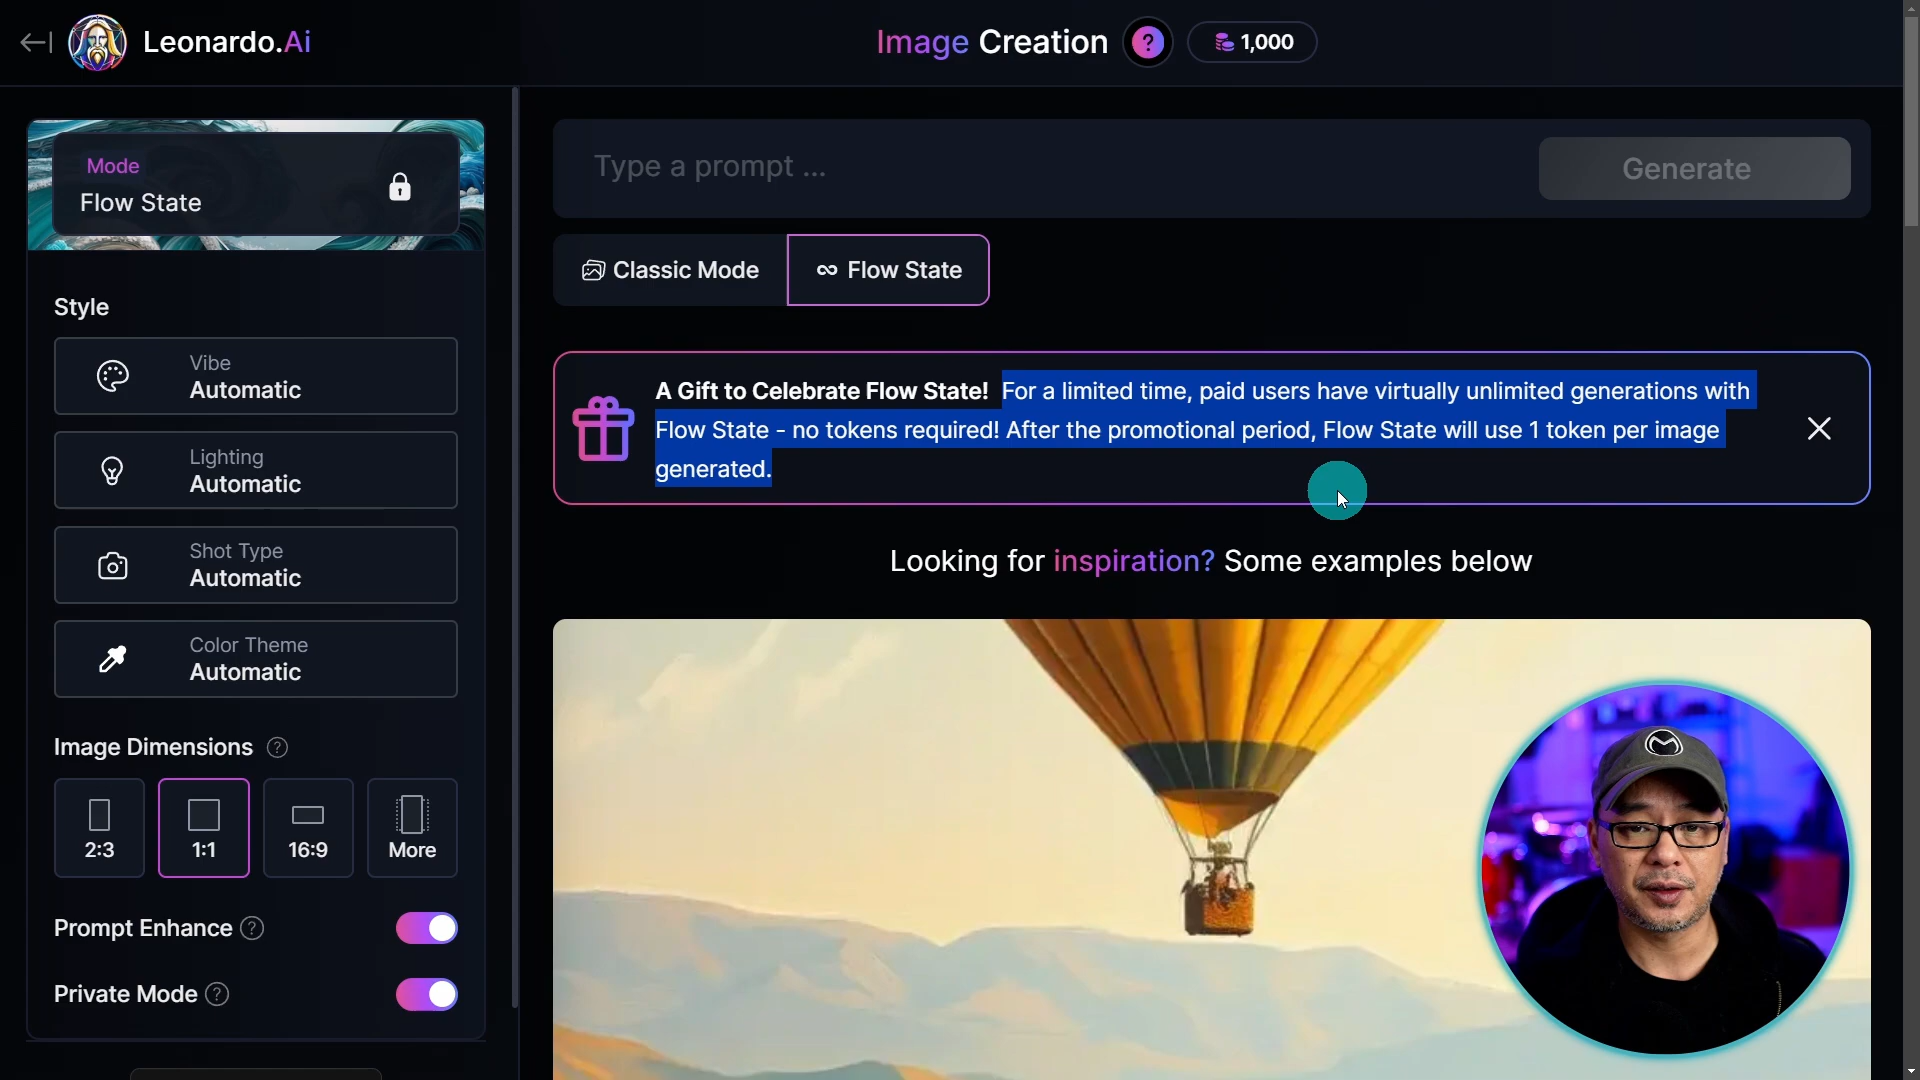 Leonardo.Ai
Image Creation ? 1,000
Mode
Flow State
Style
Vibe
Automatic
Lighting
Automatic
Shot Type
Automatic
Color Theme
Automatic
Image Dimensions ?
2:3
1:1
16:9
More
Prompt Enhance ?
Private Mode ?
Type a prompt ...
Generate
Classic Mode
Flow State
A Gift to Celebrate Flow State! For a limited time, paid users have virtually unlimited generations with
Flow State - no tokens required! After the promotional period, Flow State will use 1 token per image
generated.
Looking for inspiration? Some examples below